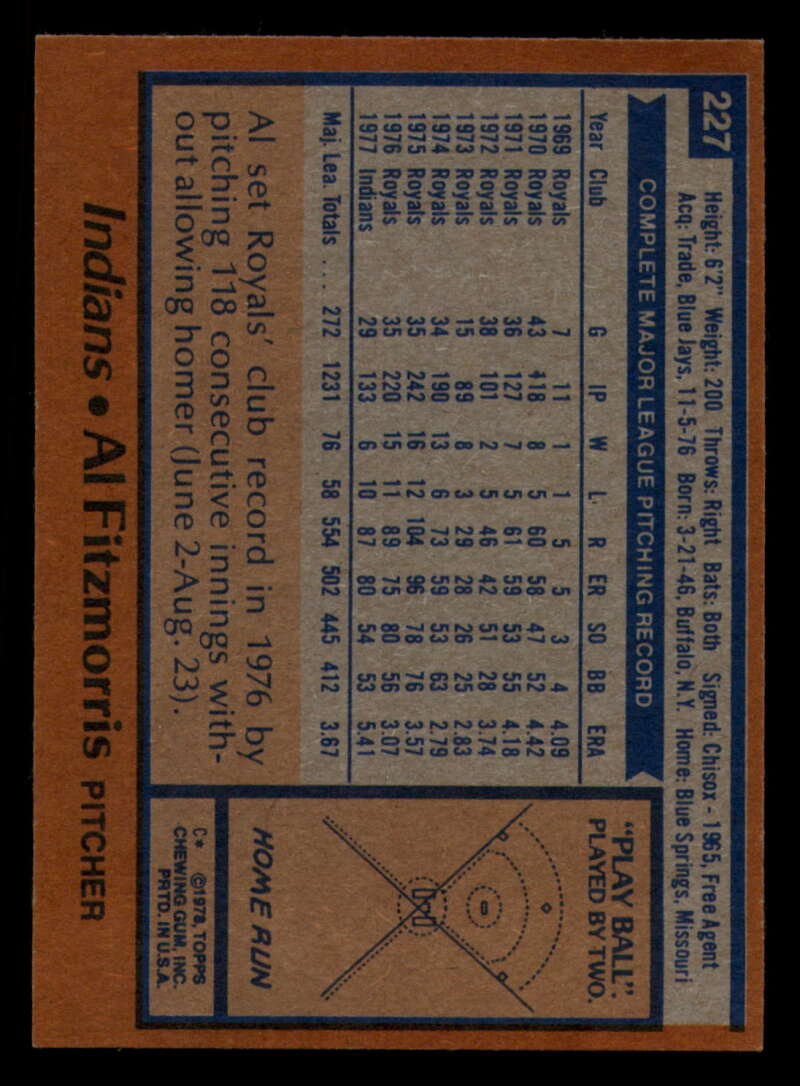 227
Height: 6'2" Weight: 200 Throws: Right Bats: Both Signed: Chisox - 1965, Free Agent
Acq: Trade, Blue Jays, 11-5-76 Born: 3-21-46, Buffalo, N.Y. Home: Blue Springs, Missouri
COMPLETE MAJOR LEAGUE PITCHING RECORD
Year Club G IP W L R ER SO BB ERA
1969 Royals 7 11 1 1 5 5 3 4 4.09
1970 Royals 43 118 8 5 60 58 47 52 4.42
1971 Royals 36 127 7 5 61 59 53 55 4.18
1972 Royals 38 101 2 5 46 42 51 28 3.74
1973 Royals 15 89 8 3 29 28 26 25 2.83
1974 Royals 34 190 13 6 73 59 53 63 2.79
1975 Royals 35 242 16 12 104 96 78 76 3.57
1976 Royals 35 220 15 11 89 75 80 56 3.07
1977 Indians 29 133 6 10 87 80 54 53 5.41
Maj. Lea. Totals ... 272 1231 76 58 554 502 445 412 3.67
Al set Royals' club record in 1976 by
pitching 118 consecutive innings with-
out allowing homer (June 2-Aug. 23).
"PLAY BALL"
PLAYED BY TWO.
HOME RUN
C* ©1978, TOPPS
CHEWING GUM, INC.
PRTD. IN U.S.A.
Indians • Al Fitzmorris PITCHER